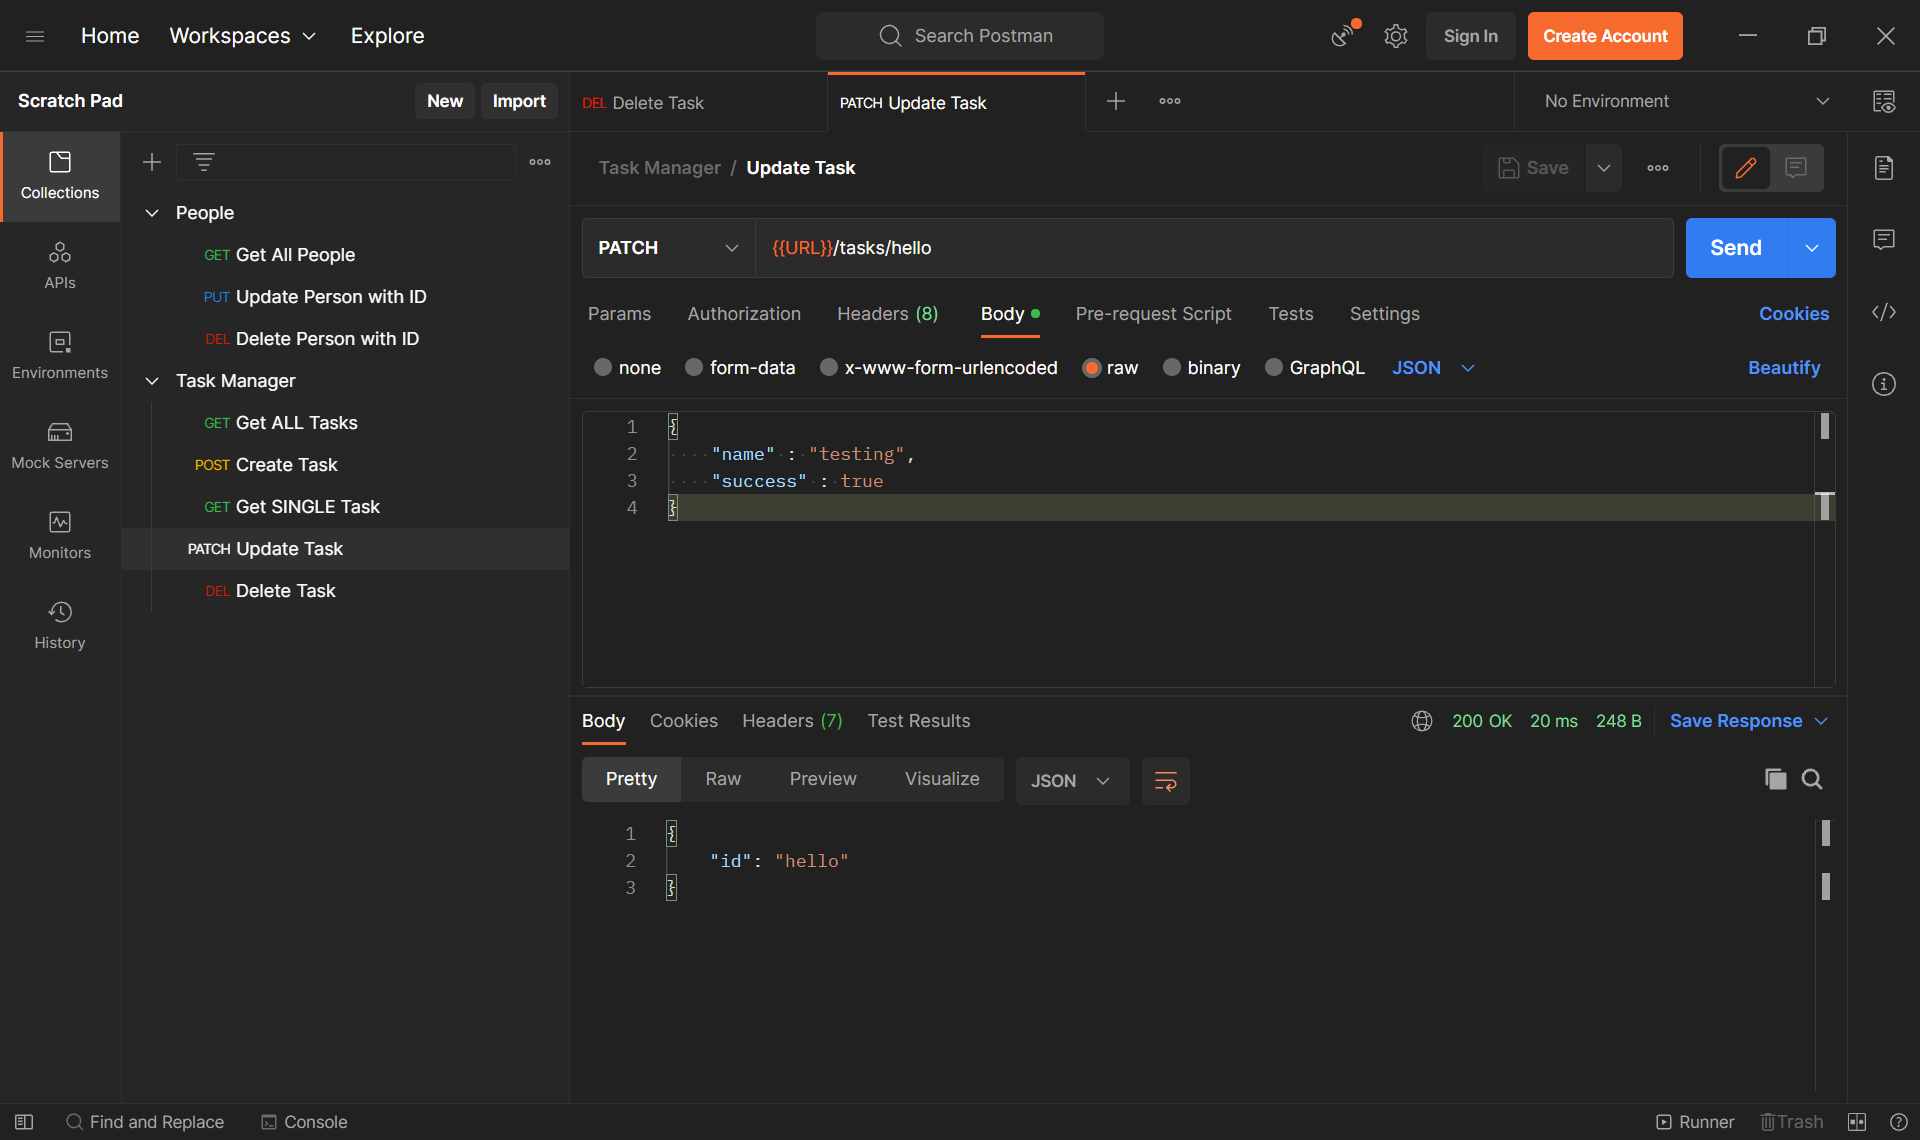 Home Workspaces Explore Search Postman Sign In Create Account
Scratch Pad New Import DEL Delete Task PATCH Update Task No Environment
Task Manager / Update Task Save
Collections
APIs
Environments
Mock Servers
Monitors
History
People
GET Get All People
PUT Update Person with ID
DEL Delete Person with ID
Task Manager
GET Get ALL Tasks
POST Create Task
GET Get SINGLE Task
PATCH Update Task
DEL Delete Task
PATCH {{URL}}/tasks/hello Send
Params Authorization Headers (8) Body Pre-request Script Tests Settings Cookies
none form-data x-www-form-urlencoded raw binary GraphQL JSON Beautify
1 {
2 "name" : "testing",
3 "success" : true
4 }
Body Cookies Headers (7) Test Results 200 OK 20 ms 248 B Save Response
Pretty Raw Preview Visualize JSON
1 {
2 "id": "hello"
3 }
Find and Replace Console Runner Trash